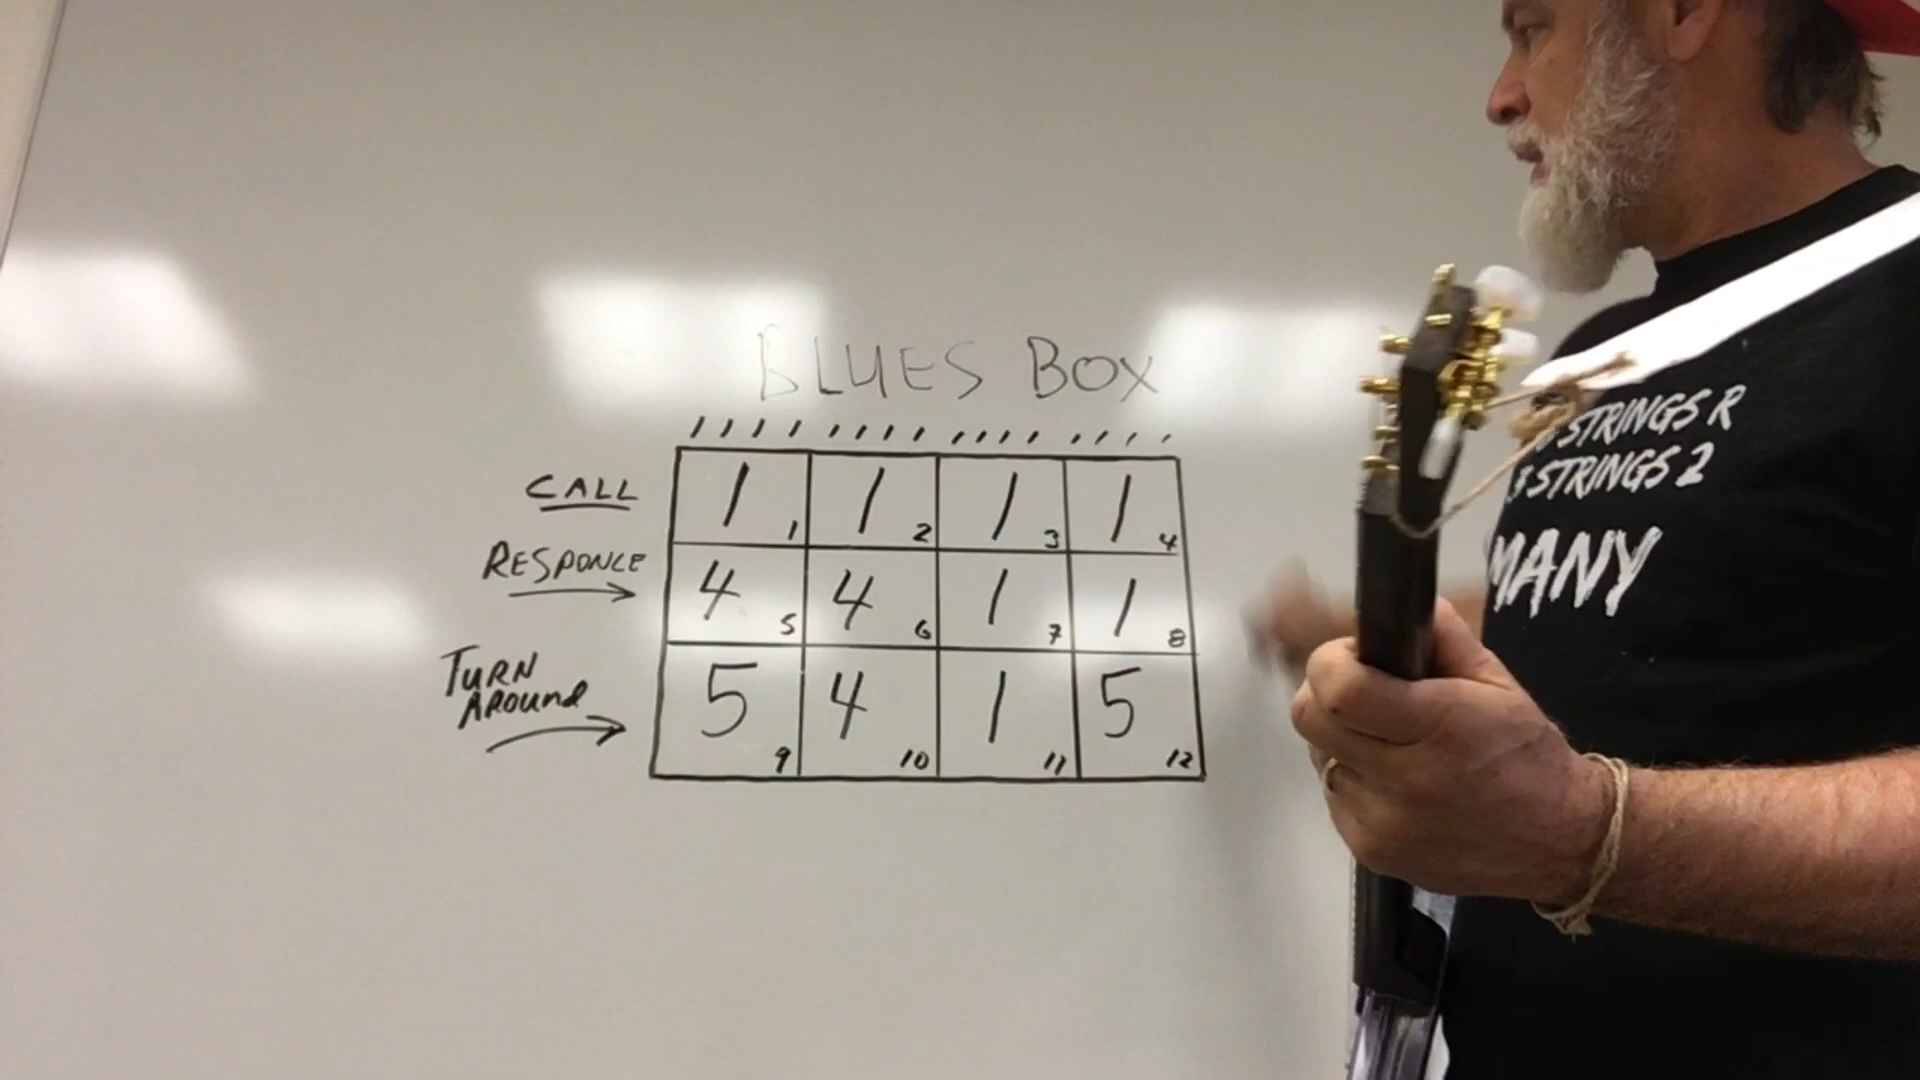 BLUES BOX
CALL
1 1 1 2 1 3 1 4
RESPONCE
4 5 4 6 1 7 1 8
TURN
AROUND
5 9 4 10 1 11 5 12
STRINGS R
3 STRINGS 2
MANY